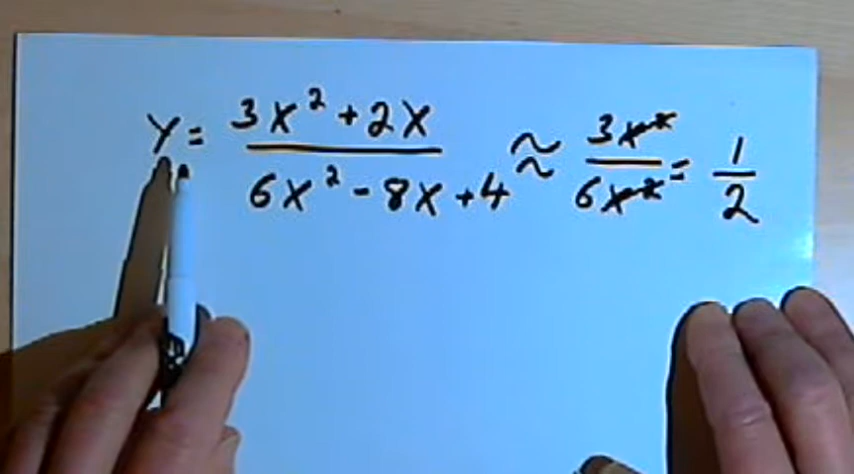 y = 3x² + 2x / 6x² - 8x + 4 ≈ 3x² / 6x² = 1 / 2